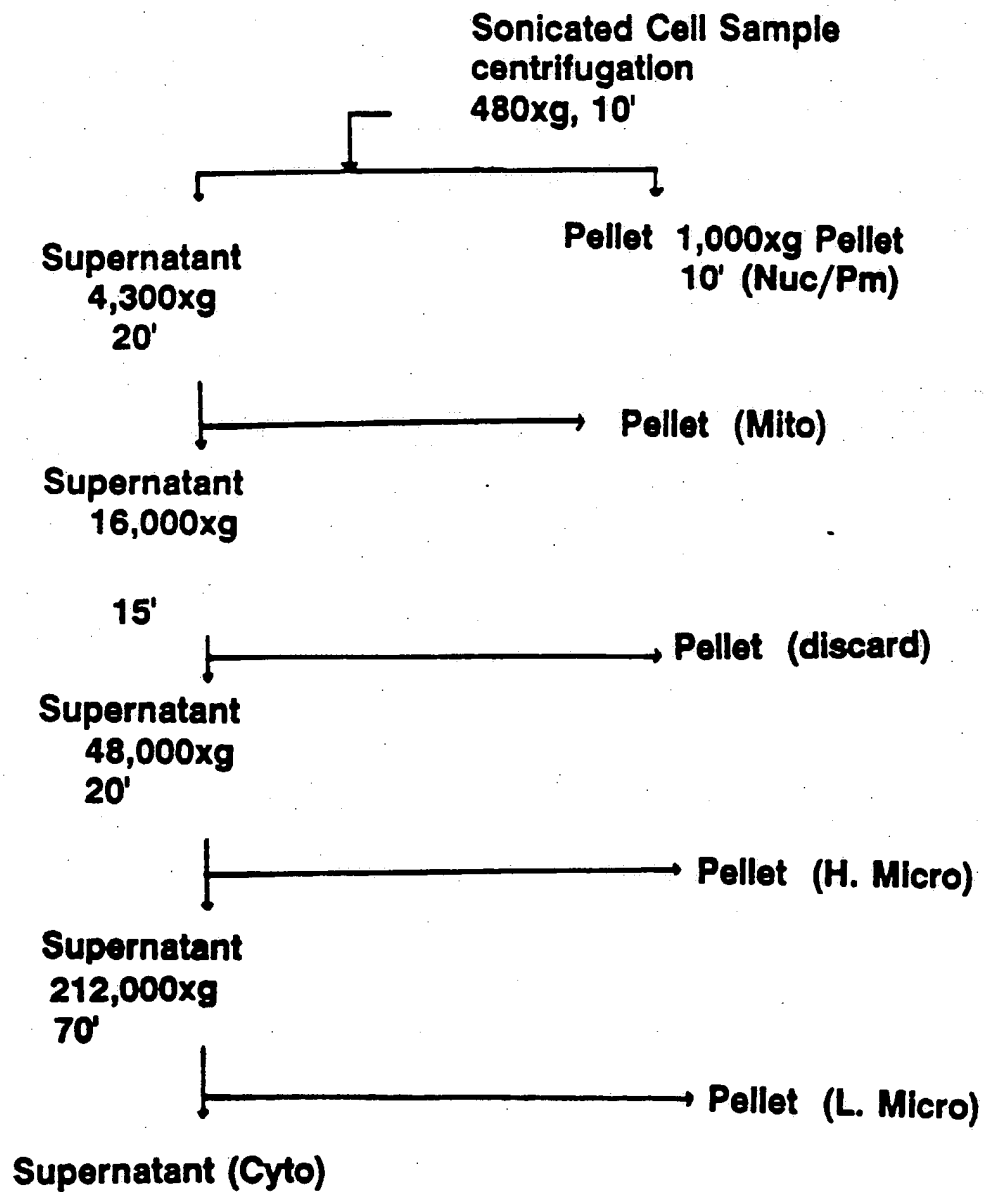 Sonicated Cell Sample
centrifugation
480xg, 10'
Supernatant
4,300xg
20'
Pellet 1,000xg Pellet
10' (Nuc/Pm)
Pellet (Mito)
Supernatant
16,000xg
15'
Pellet (discard)
Supernatant
48,000xg
20'
Pellet (H. Micro)
Supernatant
212,000xg
70'
Pellet (L. Micro)
Supernatant (Cyto)